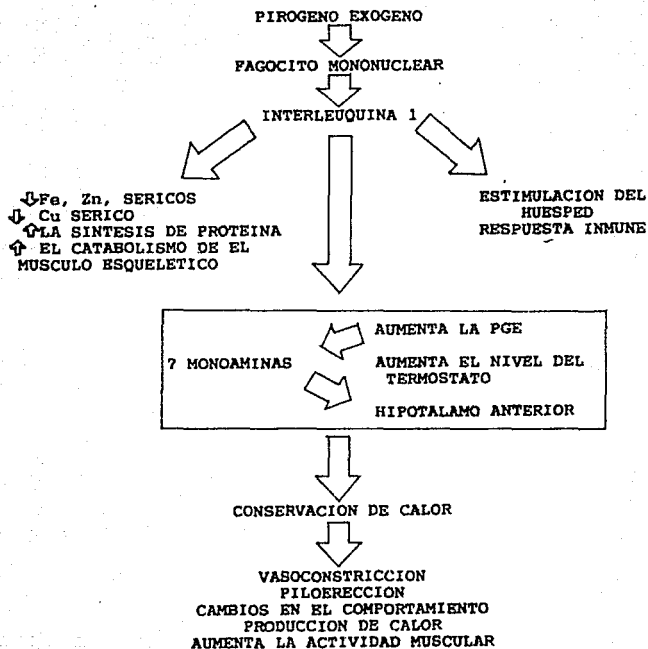 PIROGENO EXOGENO
FAGOCITO MONONUCLEAR
INTERLEUQUINA 1
Fe, Zn, SERICOS
Cu SERICO
LA SINTESIS DE PROTEINA
EL CATABOLISMO DE EL
MUSCULO ESQUELETICO
ESTIMULACION DEL
HUESPED
RESPUESTA INMUNE
AUMENTA LA PGE
? MONOAMINAS
AUMENTA EL NIVEL DEL
TERMOSTATO
HIPOTALAMO ANTERIOR
CONSERVACION DE CALOR
VASOCONSTRICCION
PILOERECCION
CAMBIOS EN EL COMPORTAMIENTO
PRODUCCION DE CALOR
AUMENTA LA ACTIVIDAD MUSCULAR